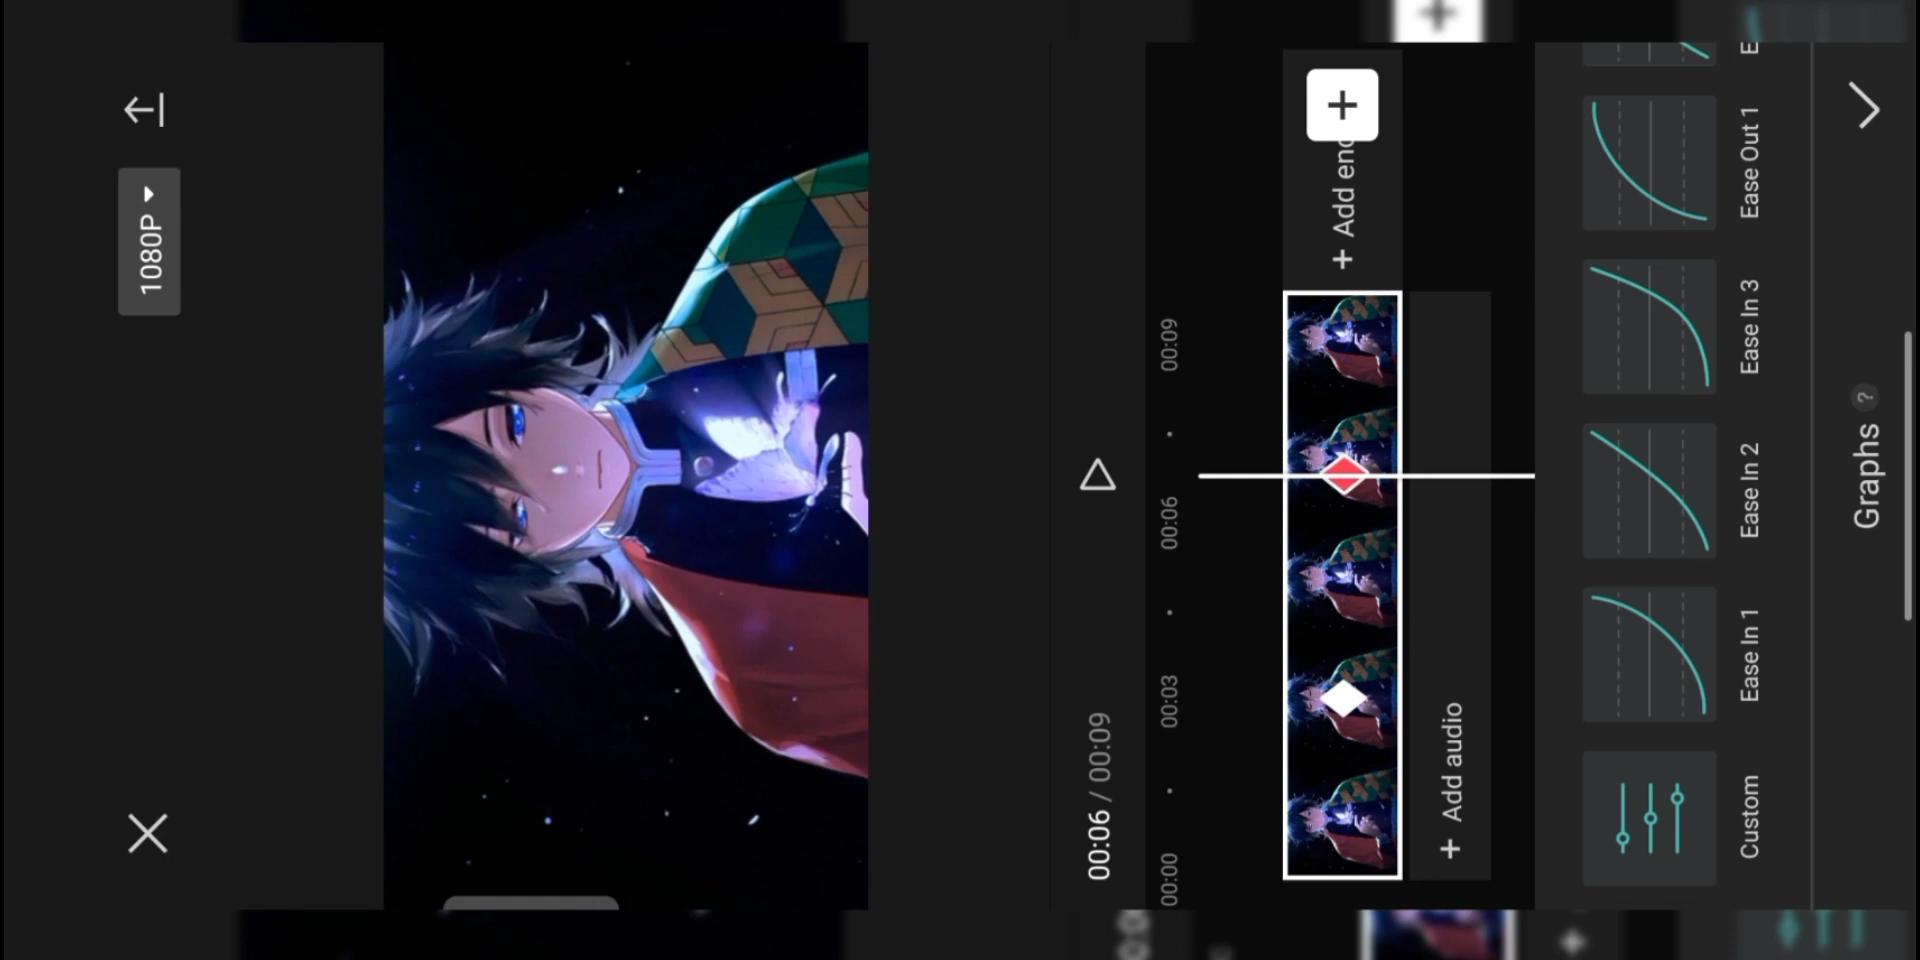 1080P
00:06 / 00:09
00:00
00:03
00:06
00:09
+ Add end
+ Add audio
Custom
Ease In 1
Ease In 2
Ease In 3
Ease Out 1
Graphs ?